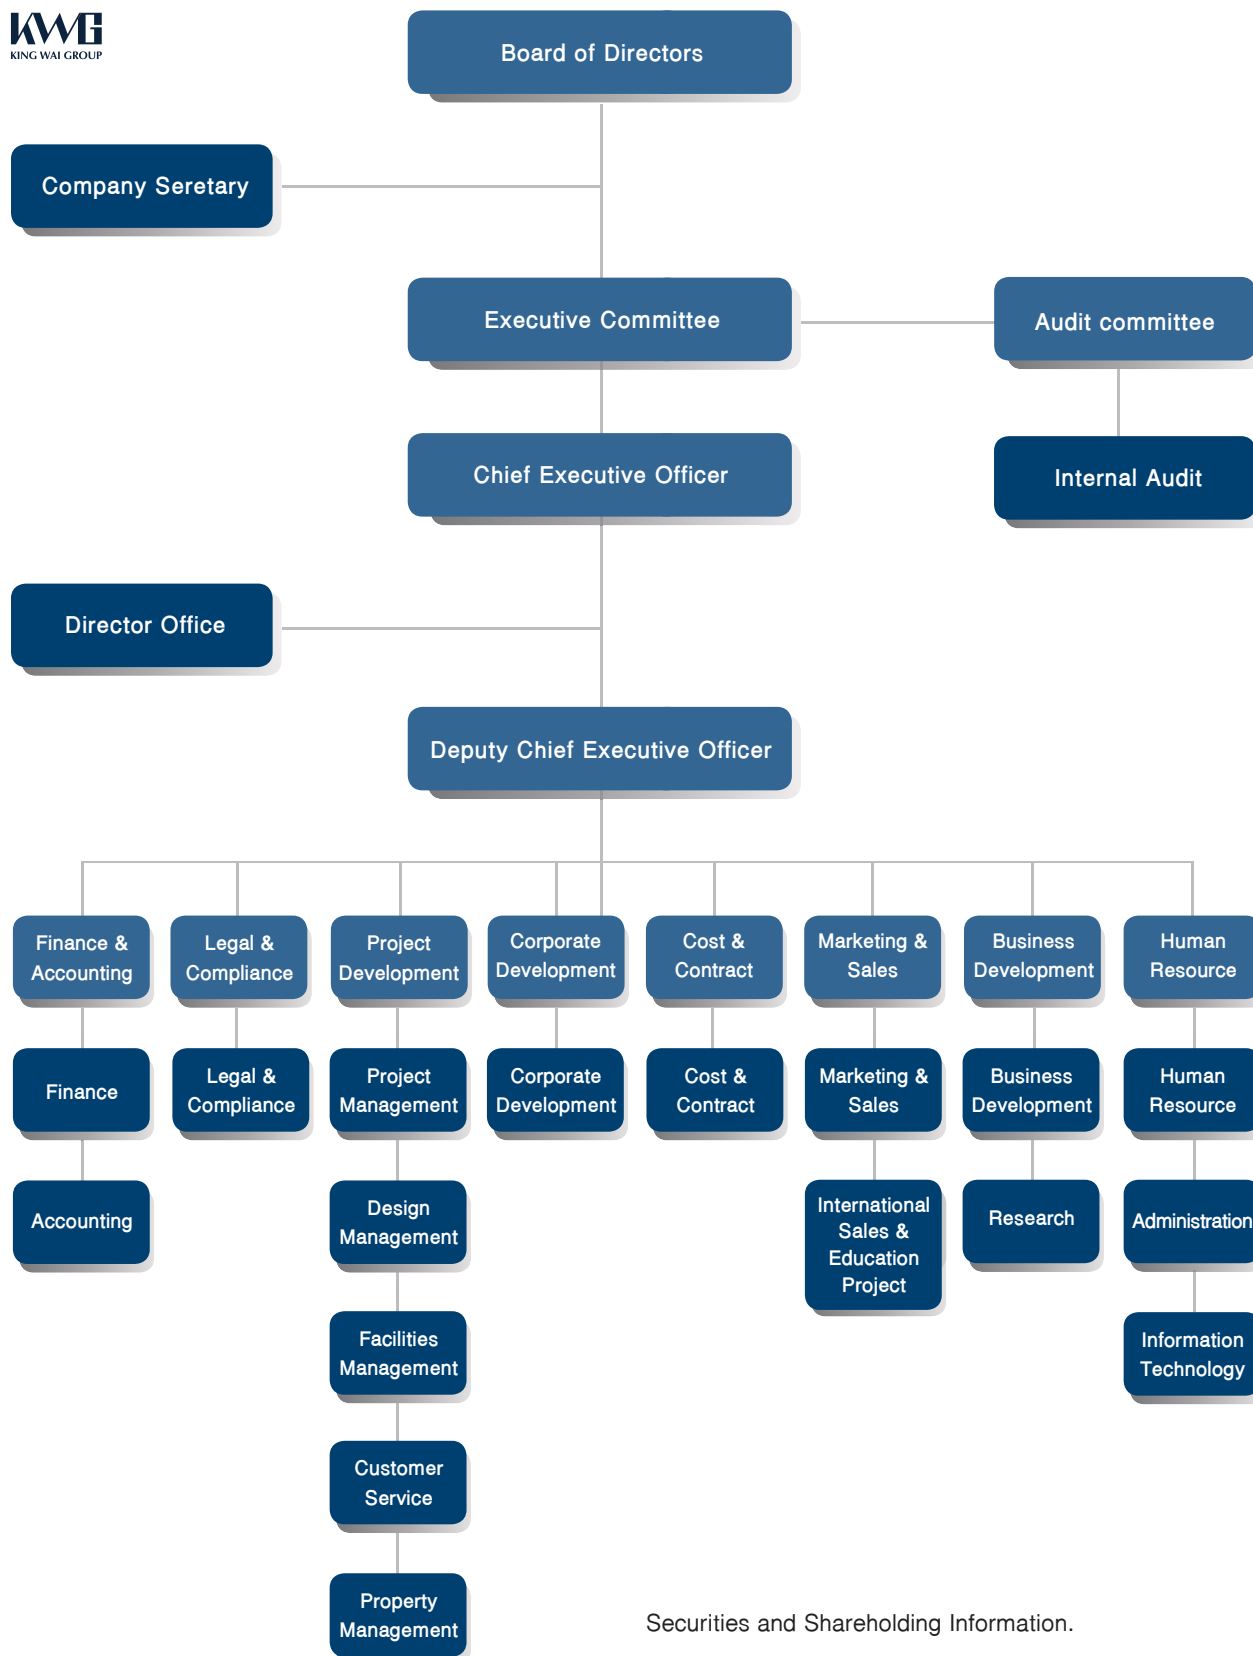 KWG
KING WAI GROUP
Board of Directors
Company Seretary
Executive Committee
Audit committee
Chief Executive Officer
Internal Audit
Director Office
Deputy Chief Executive Officer
Finance &
Accounting
Legal &
Compliance
Project
Development
Corporate
Development
Cost &
Contract
Marketing &
Sales
Business
Development
Human
Resource
Finance
Legal &
Compliance
Project
Management
Corporate
Development
Cost &
Contract
Marketing &
Sales
Business
Development
Human
Resource
Accounting
Design
Management
International
Sales &
Education
Project
Research
Administration
Facilities
Management
Information
Technology
Customer
Service
Property
Management
Securities and Shareholding Information.